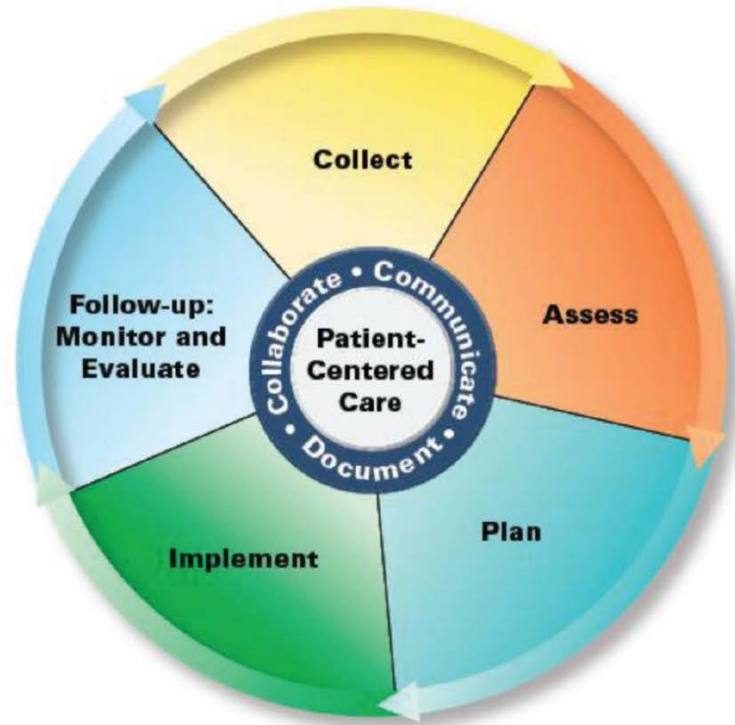 Collect
Assess
Plan
Implement
Follow-up:
Monitor and
Evaluate
Collaborate • Communicate • Document •
Patient-
Centered
Care